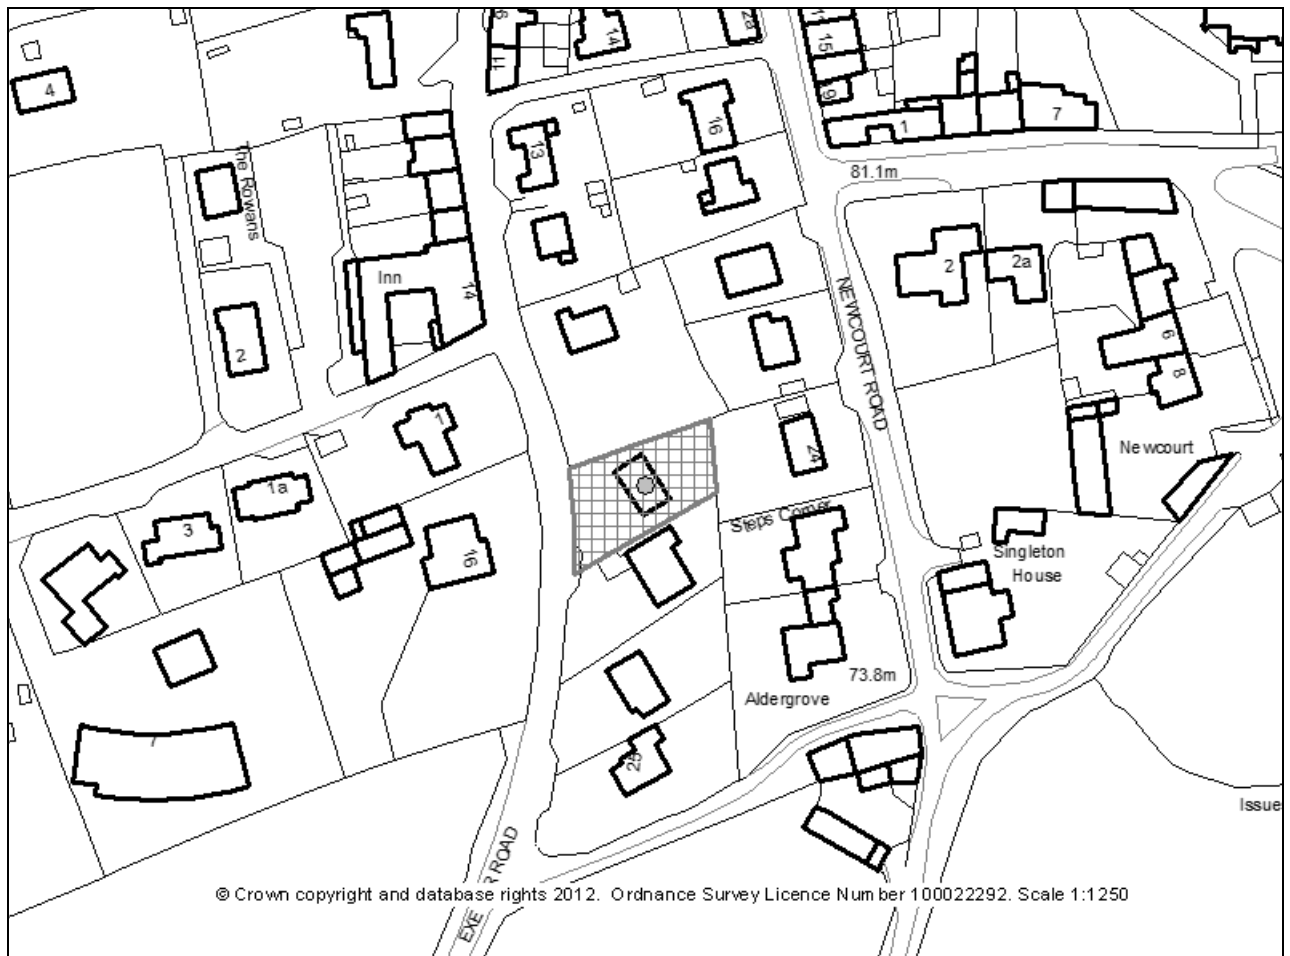 14
2a
11
15
9
4
16
13
1
7
81.1m
The Rowans
Inn
14
2
2a
NEWCOURT ROAD
2
6
8
1
24
Newcourt
1a
3
Steps Corner
16
Singleton
House
73.8m
Aldergrove
7
25
Issue
EXE R ROAD
© Crown copyright and database rights 2012. Ordnance Survey Licence Number 100022292. Scale 1:1250